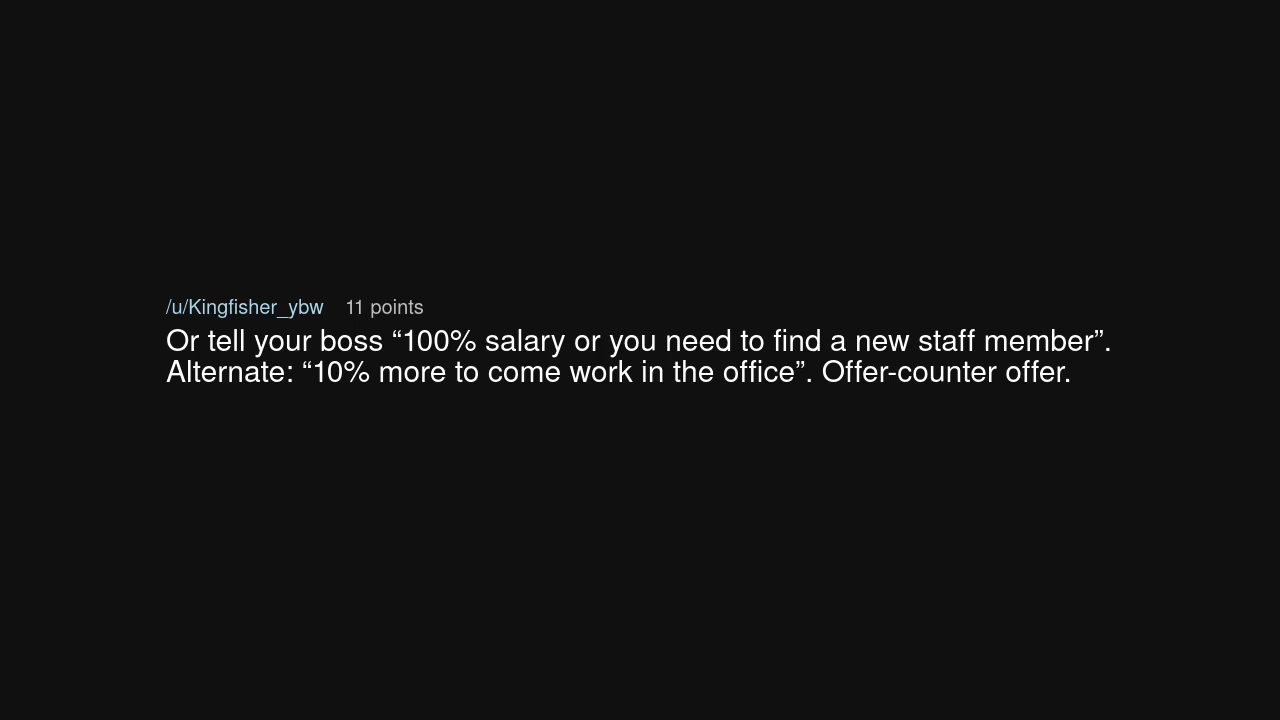 /u/Kingfisher_ybw 11 points
Or tell your boss “100% salary or you need to find a new staff member”.
Alternate: “10% more to come work in the office”. Offer-counter offer.